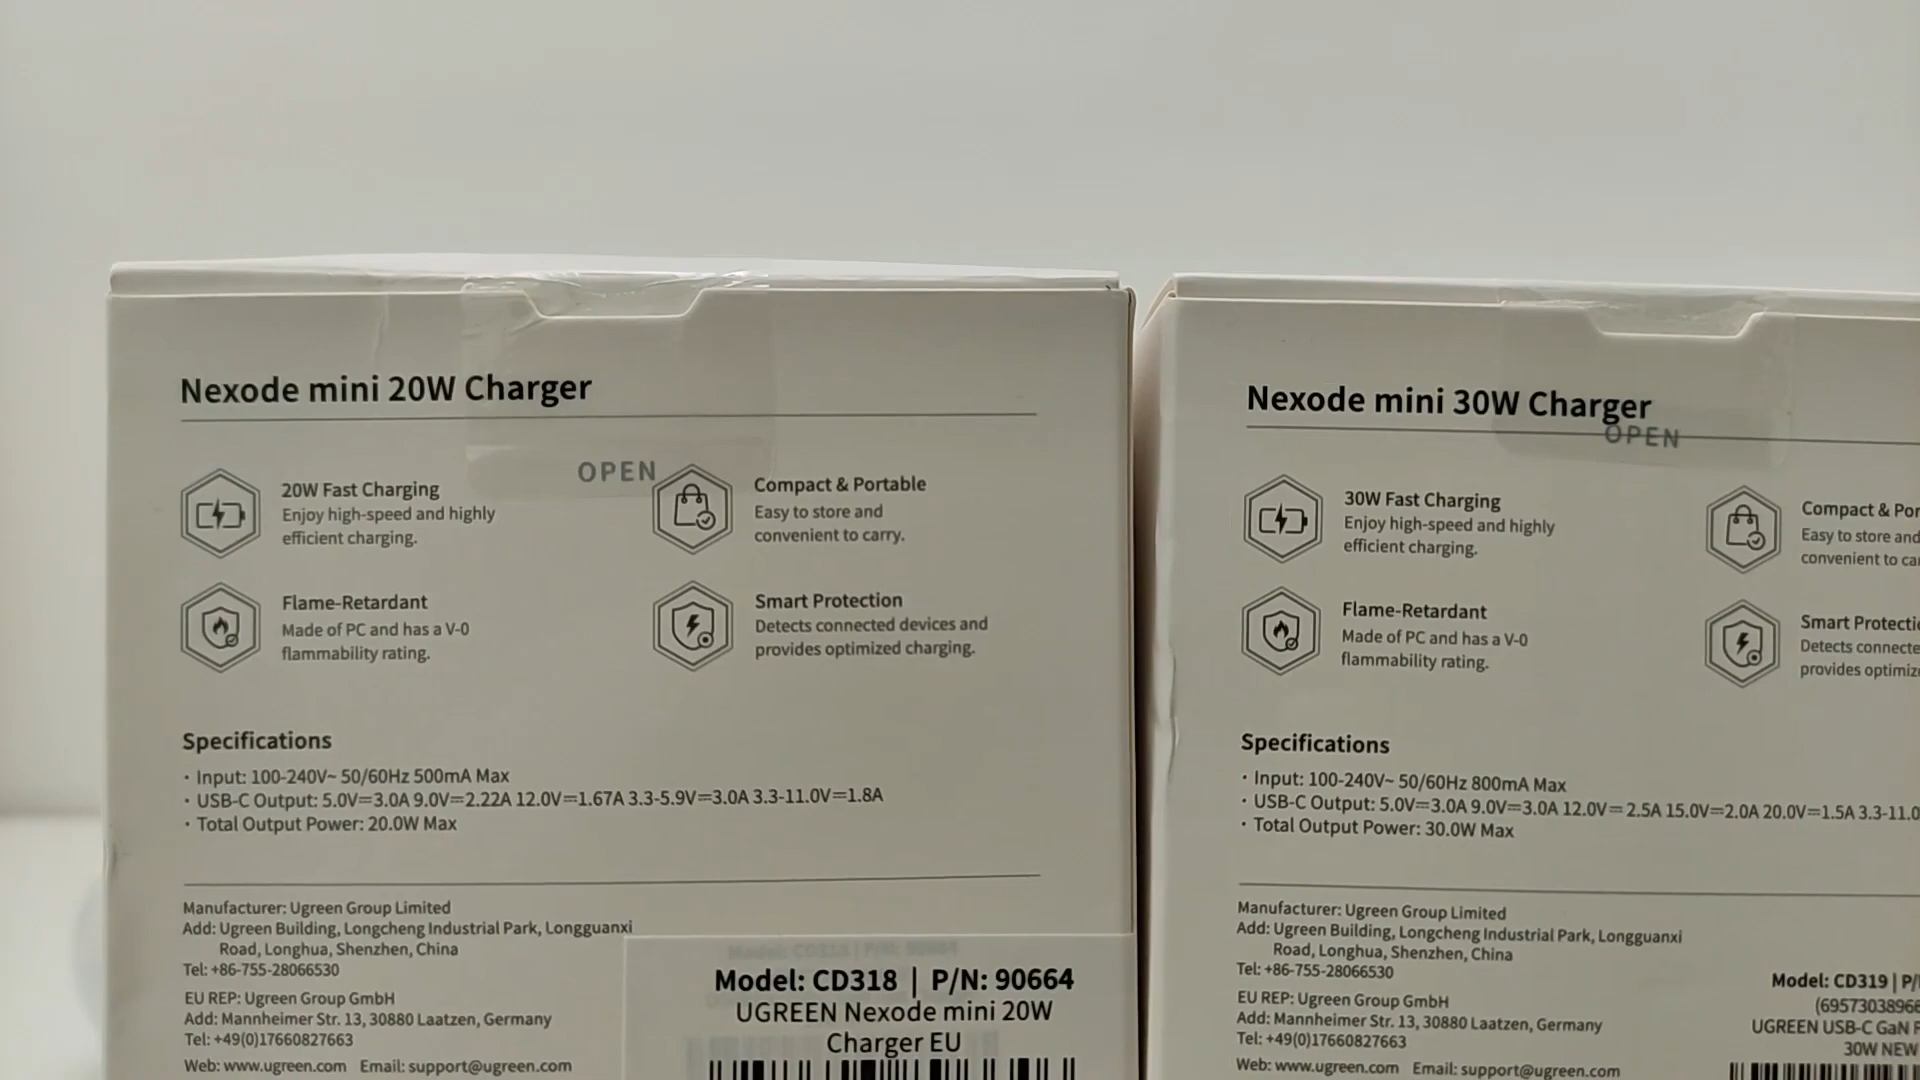 Nexode mini 20W Charger
OPEN
20W Fast Charging
Enjoy high-speed and highly
efficient charging.
Compact & Portable
Easy to store and
convenient to carry.
Flame-Retardant
Made of PC and has a V-0
flammability rating.
Smart Protection
Detects connected devices and
provides optimized charging.
Specifications
· Input: 100-240V~ 50/60Hz 500mA Max
· USB-C Output: 5.0V⎓3.0A 9.0V⎓2.22A 12.0V⎓1.67A 3.3-5.9V⎓3.0A 3.3-11.0V⎓1.8A
· Total Output Power: 20.0W Max
Manufacturer: Ugreen Group Limited
Add: Ugreen Building, Longcheng Industrial Park, Longguanxi
Road, Longhua, Shenzhen, China
Tel: +86-755-28066530
EU REP: Ugreen Group GmbH
Add: Mannheimer Str. 13, 30880 Laatzen, Germany
Tel: +49(0)17660827663
Web: www.ugreen.com Email: support@ugreen.com
Model: CD318 | P/N: 90664
UGREEN Nexode mini 20W
Charger EU
Nexode mini 30W Charger
OPEN
30W Fast Charging
Enjoy high-speed and highly
efficient charging.
Compact & Por
Easy to store and
convenient to ca
Flame-Retardant
Made of PC and has a V-0
flammability rating.
Smart Protecti
Detects connecte
provides optimiz
Specifications
· Input: 100-240V~ 50/60Hz 800mA Max
· USB-C Output: 5.0V⎓3.0A 9.0V⎓3.0A 12.0V⎓2.5A 15.0V⎓2.0A 20.0V⎓1.5A 3.3-11.0
· Total Output Power: 30.0W Max
Manufacturer: Ugreen Group Limited
Add: Ugreen Building, Longcheng Industrial Park, Longguanxi
Road, Longhua, Shenzhen, China
Tel: +86-755-28066530
EU REP: Ugreen Group GmbH
Add: Mannheimer Str. 13, 30880 Laatzen, Germany
Tel: +49(0)17660827663
Web: www.ugreen.com Email: support@ugreen.com
Model: CD319 | P/
(6957303896
UGREEN USB-C GaN
30W NEW